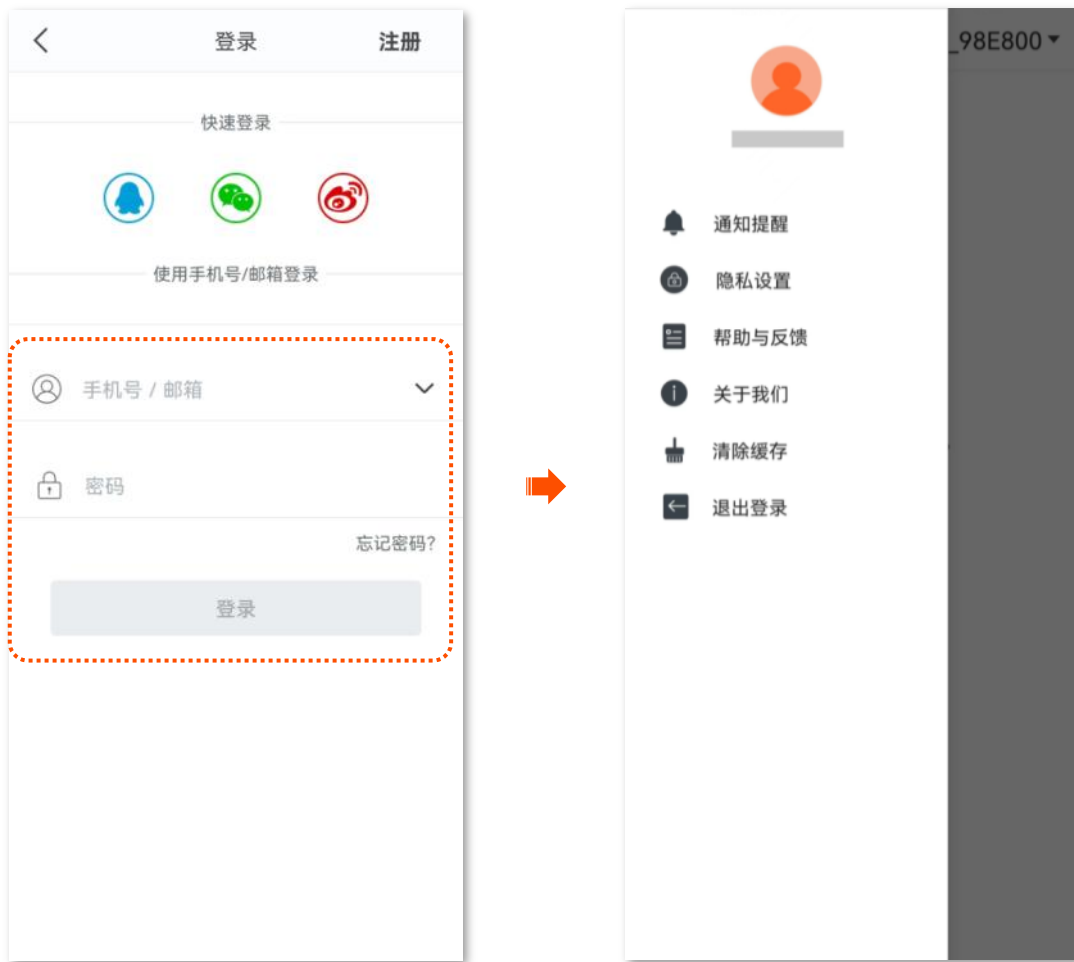 登录
注册
快速登录
使用手机号/邮箱登录
手机号 / 邮箱
密码
忘记密码?
登录
_98E800
通知提醒
隐私设置
帮助与反馈
关于我们
清除缓存
退出登录